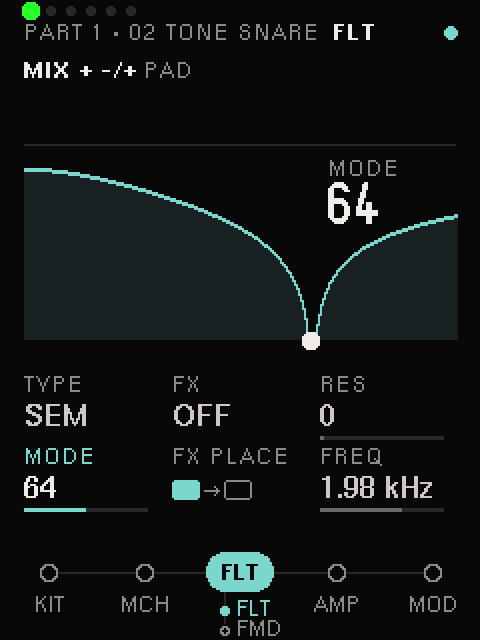 PART 1 · 02 TONE SNARE FLT
MIX + -/+ PAD
MODE
64
TYPE FX RES
SEM OFF 0
MODE FX PLACE FREQ
64 → 1.98 kHz
FLT
KIT MCH FLT AMP MOD
FMD